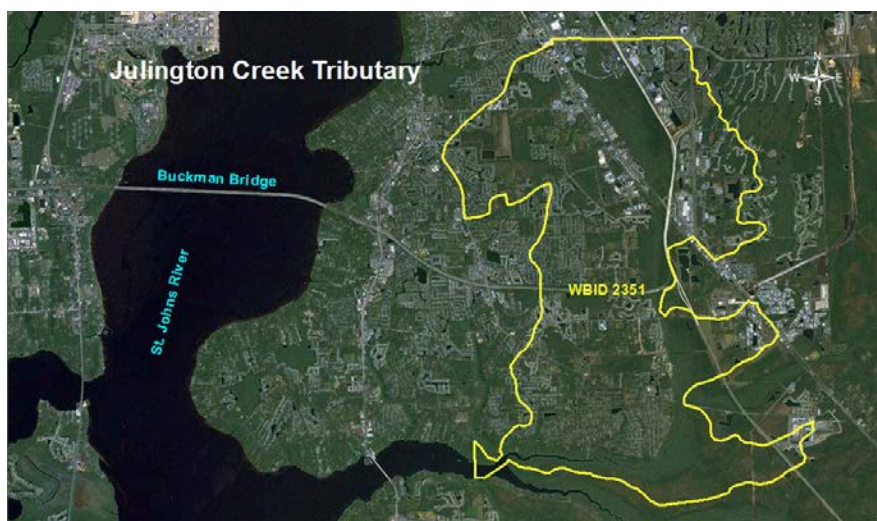 Julington Creek Tributary
N
W E
S
Buckman Bridge
St. Johns River
WBID 2351